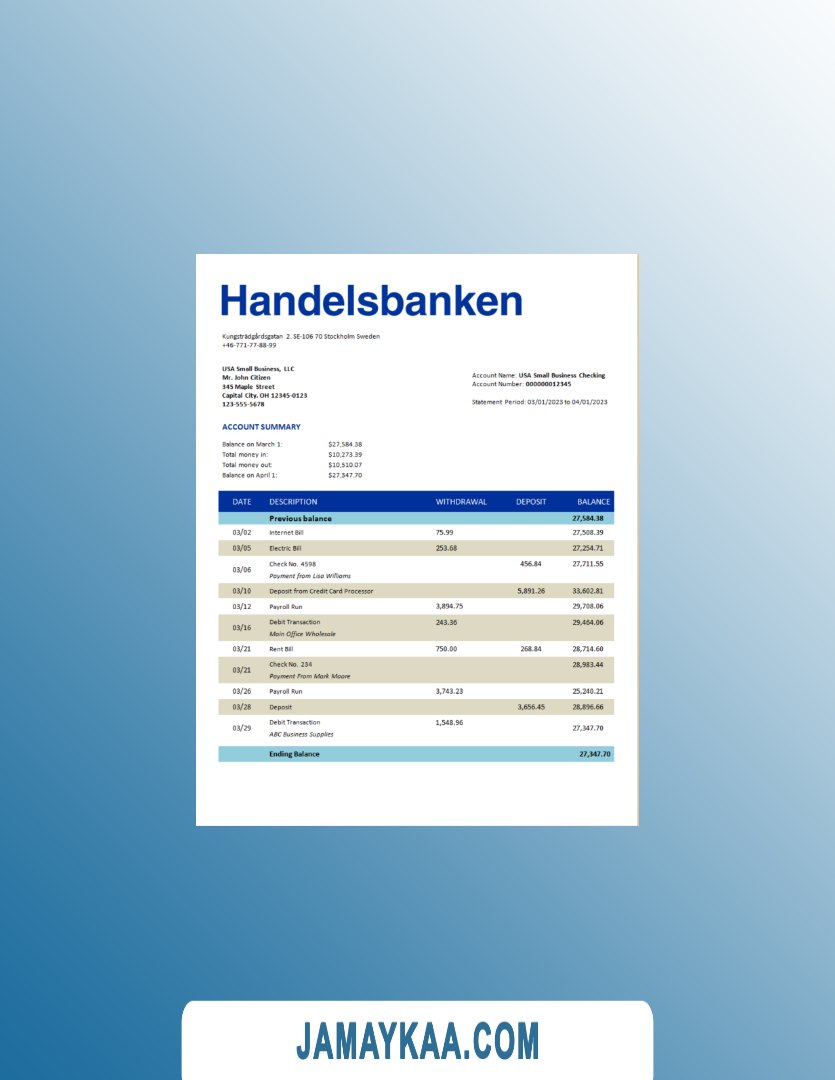 Handelsbanken
Kungsträdgårdsgatan 2. SE-106 70 Stockholm Sweden
+46-771-77-88-99
USA Small Business, LLC
Mr. John Citizen
345 Maple Street
Capital City, OH 12345-0123
123-555-5678
Account Name: USA Small Business Checking
Account Number: 000000012345
Statement Period: 03/01/2023 to 04/01/2023
ACCOUNT SUMMARY
Balance on March 1: $27,584.38
Total money in: $10,273.39
Total money out: $10,510.07
Balance on April 1: $27,347.70
DATE DESCRIPTION WITHDRAWAL DEPOSIT BALANCE
Previous balance 27,584.38
03/02 Internet Bill 75.99 27,508.39
03/05 Electric Bill 253.68 27,254.71
03/06 Check No. 4598 456.84 27,711.55
Payment from Lisa Williams
03/10 Deposit from Credit Card Processor 5,891.26 33,602.81
03/12 Payroll Run 3,894.75 29,708.06
03/16 Debit Transaction 243.36 29,464.06
Main Office Wholesale
03/21 Rent Bill 750.00 268.84 28,714.60
03/21 Check No. 234 28,983.44
Payment From Mark Moore
03/26 Payroll Run 3,743.23 25,240.21
03/28 Deposit 3,656.45 28,896.66
03/29 Debit Transaction 1,548.96 27,347.70
ABC Business Supplies
Ending Balance 27,347.70
JAMAYKAA.COM